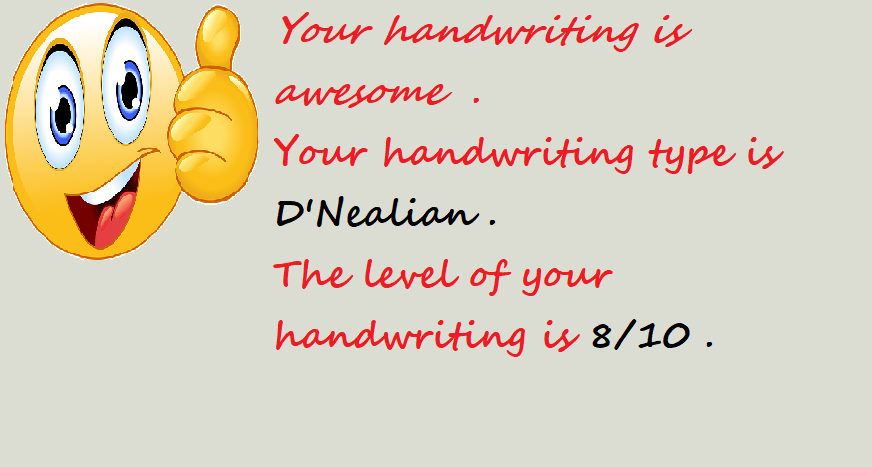 Your handwriting is
awesome .
Your handwriting type is
D'Nealian .
The level of your
handwriting is 8/10 .